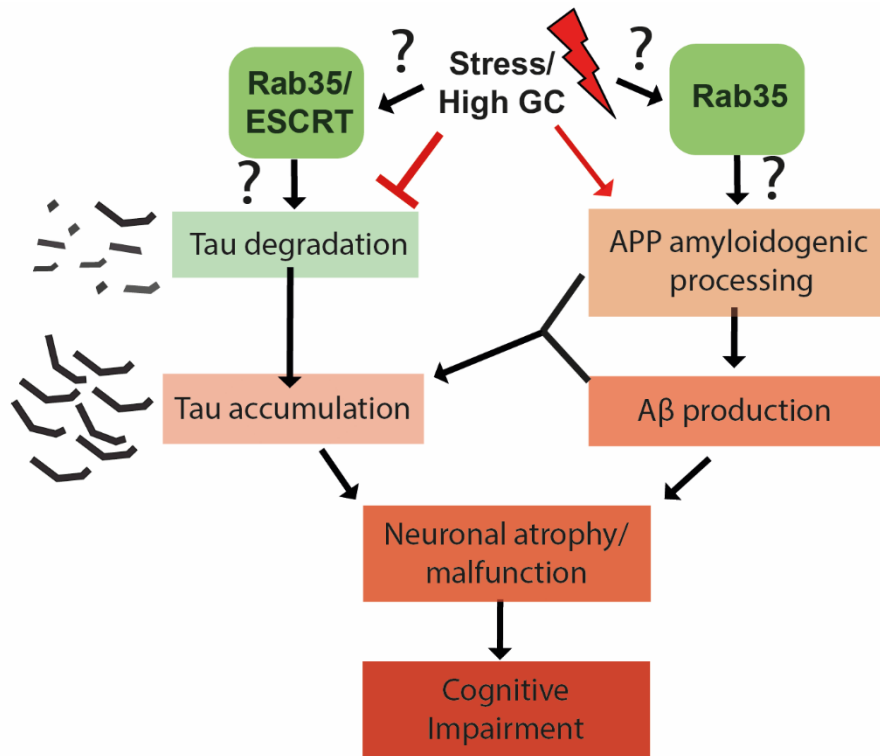 ?
Stress/
High GC
?
Rab35/
ESCRT
Rab35
?
?
Tau degradation
APP amyloidogenic
processing
Tau accumulation
Aβ production
Neuronal atrophy/
malfunction
Cognitive
Impairment